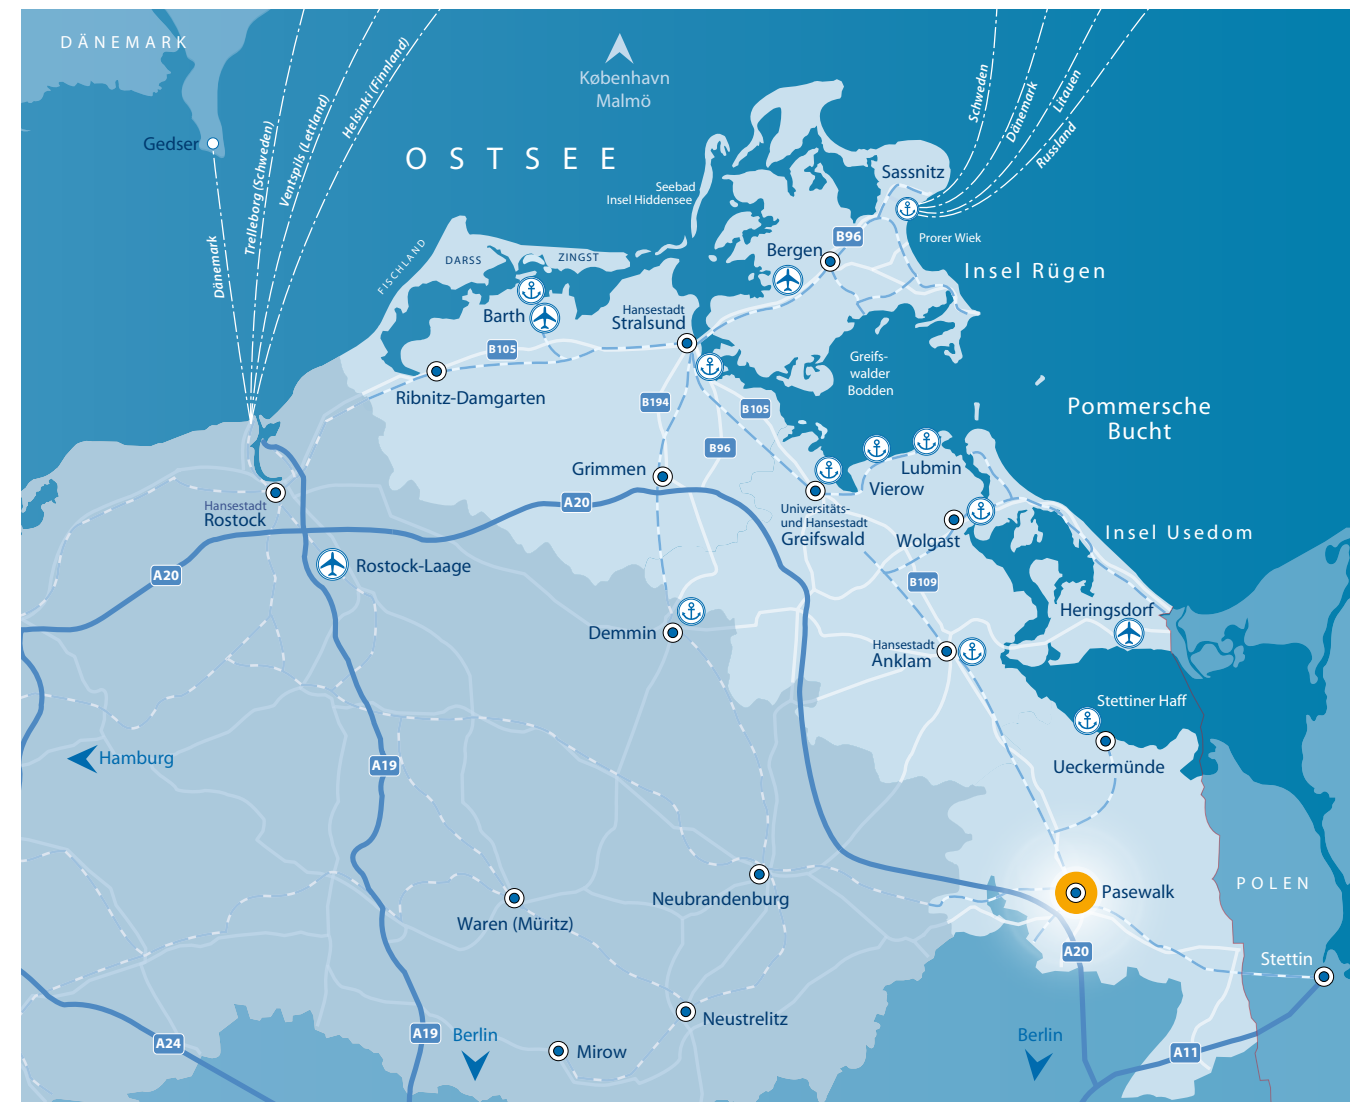 DÄNEMARK
København
Malmö
Gedser
Dänemark
Trelleborg (Schweden)
Ventspils (Lettland)
Helsinki (Finnland)
OSTSEE
Schweden
Dänemark
Litauen
Russland
Sassnitz
Seebad
Insel Hiddensee
B96
Prorer Wiek
Bergen
Insel Rügen
FISCHLAND
DARSS
ZINGST
Barth
Hansestadt
Stralsund
B105
Ribnitz-Damgarten
Greifs-
walder
Bodden
B194
B105
B96
Pommersche
Bucht
Grimmen
Lubmin
Vierow
A20
Hansestadt
Rostock
Universitäts-
und Hansestadt
Greifswald
Wolgast
Insel Usedom
A20
Rostock-Laage
B109
Heringsdorf
Demmin
Hansestadt
Anklam
Stettiner Haff
Hamburg
A19
Ueckermünde
Neubrandenburg
Pasewalk
POLEN
Waren (Müritz)
A20
Stettin
Neustrelitz
A24
A19
Berlin
Mirow
Berlin
A11